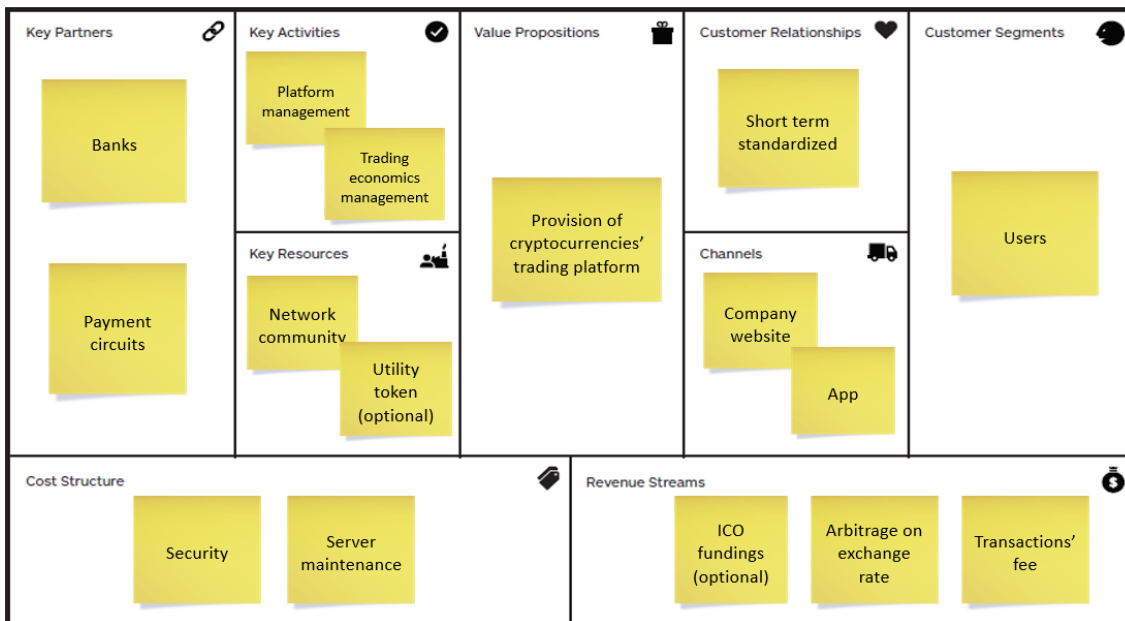 Key Partners
Banks
Payment
circuits
Key Activities
Platform
management
Trading
economics
management
Key Resources
Network
community
Utility
token
(optional)
Value Propositions
Provision of
cryptocurrencies’
trading platform
Customer Relationships
Short term
standardized
Channels
Company
website
App
Customer Segments
Users
Cost Structure
Security
Server
maintenance
Revenue Streams
$
ICO
fundings
(optional)
Arbitrage on
exchange
rate
Transactions’
fee